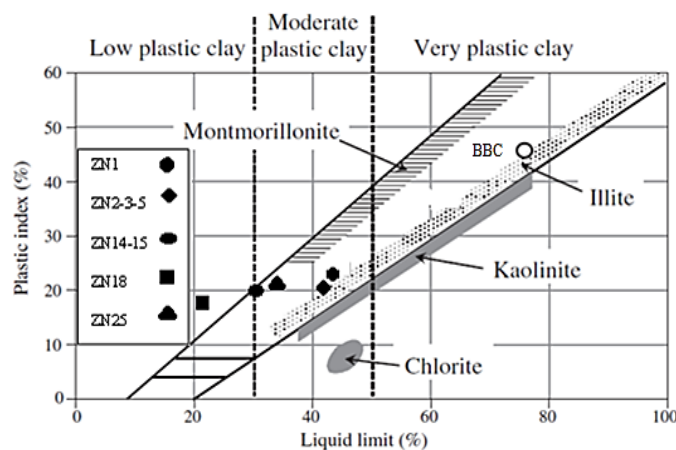 Moderate
Low plastic clay
plastic clay
Very plastic clay
60
50
40
30
20
10
0
Plastic index (%)
Montmorillonite
BBC
Illite
Kaolinite
Chlorite
ZN1
ZN2-3-5
ZN14-15
ZN18
ZN25
0
20
40
60
80
100
Liquid limit (%)